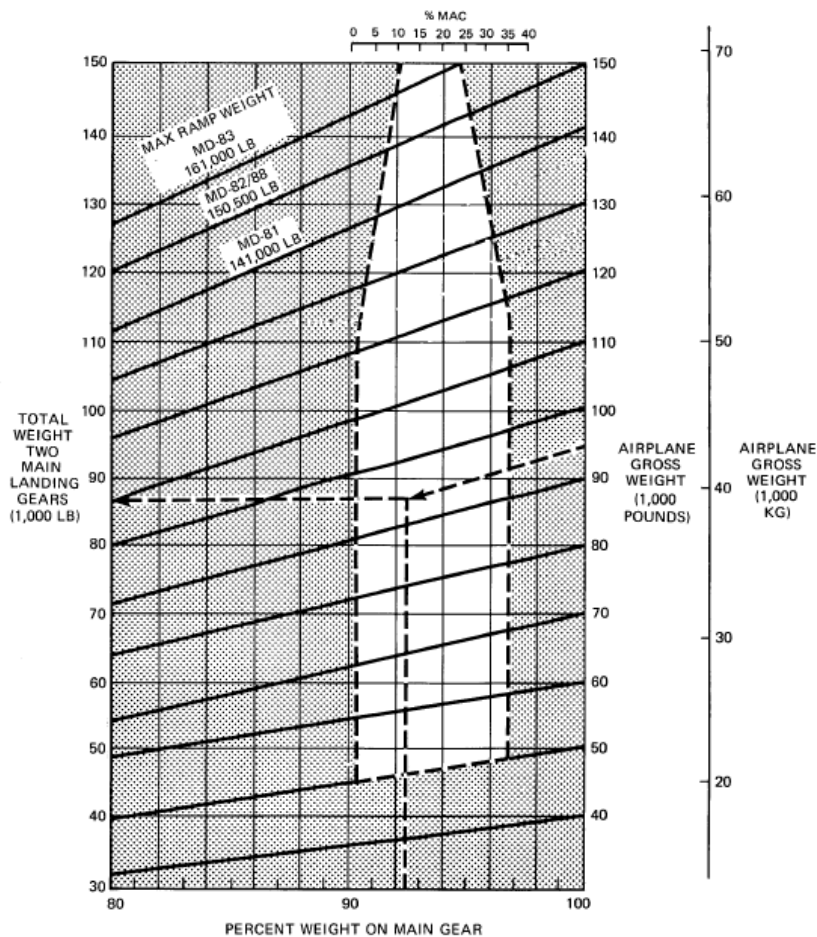 % MAC
0 5 10 15 20 25 30 35 40
MAX RAMP WEIGHT
MD-83
161,000 LB
MD-82/88
150,500 LB
MD-81
141,000 LB
150
140
130
120
110
100
90
80
70
60
50
40
30
TOTAL
WEIGHT
TWO
MAIN
LANDING
GEARS
(1,000 LB)
150
140
130
120
110
100
90
80
70
60
50
40
AIRPLANE
GROSS
WEIGHT
(1,000
POUNDS)
70
60
50
40
30
20
AIRPLANE
GROSS
WEIGHT
(1,000
KG)
80 90 100
PERCENT WEIGHT ON MAIN GEAR